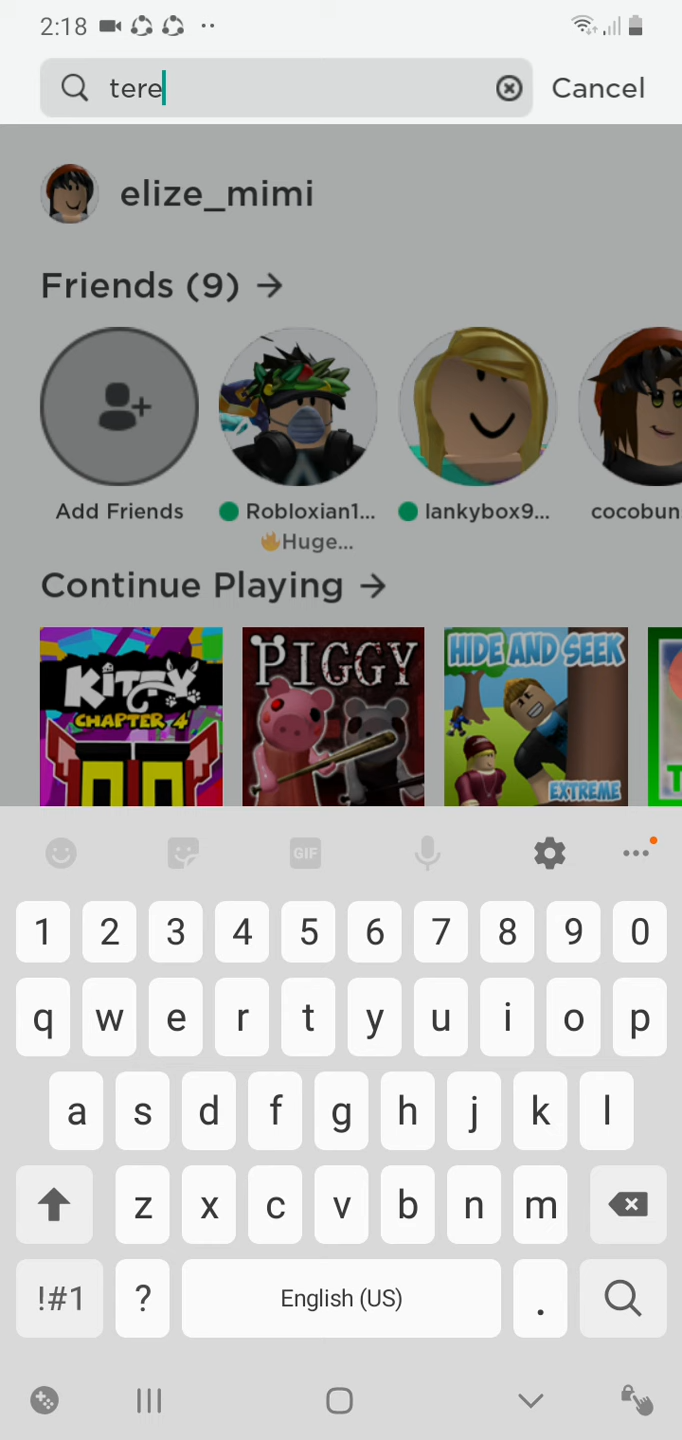 2:18
tere
Cancel
elize_mimi
Friends (9) →
Add Friends
Robloxian1...
lankybox9...
cocobun
🔥Huge...
Continue Playing →
KITTY
CHAPTER 4
PIGGY
HIDE AND SEEK
EXTREME
T
GIF
1 2 3 4 5 6 7 8 9 0
q w e r t y u i o p
a s d f g h j k l
z x c v b n m
!#1 ? English (US) .